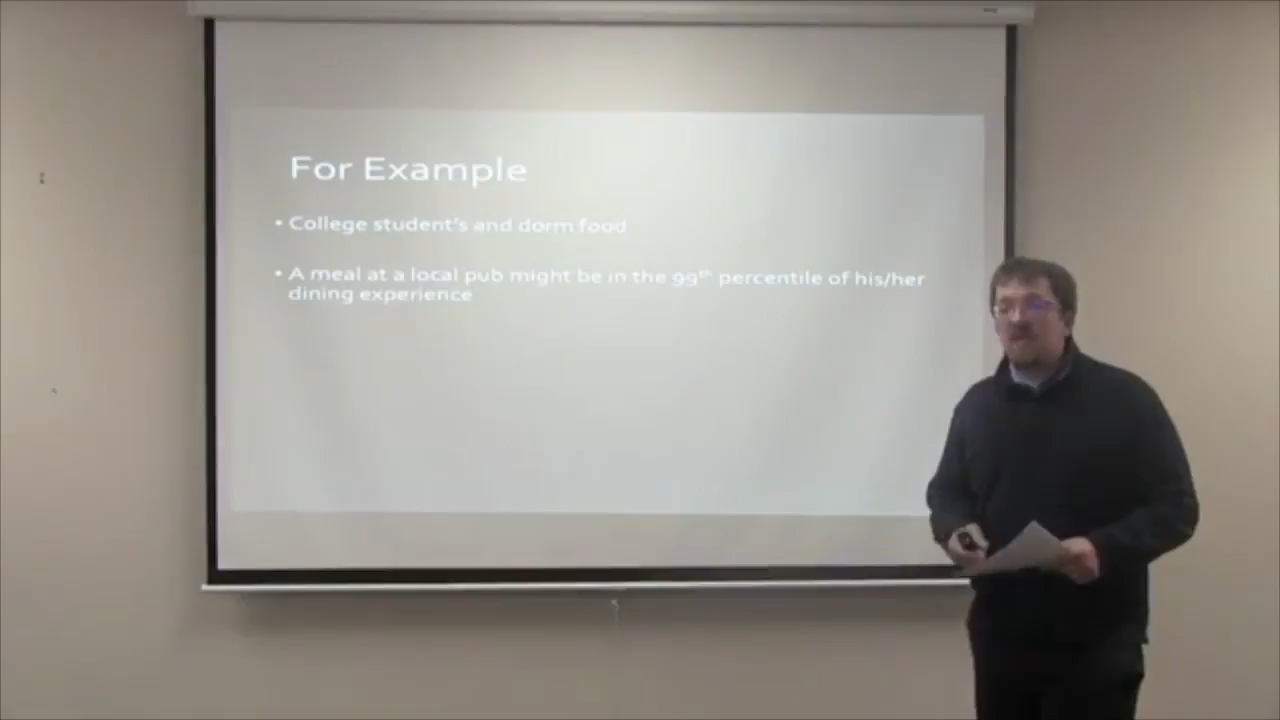 For Example
• College student's and dorm food
• A meal at a local pub might be in the 99th percentile of his/her
dining experience